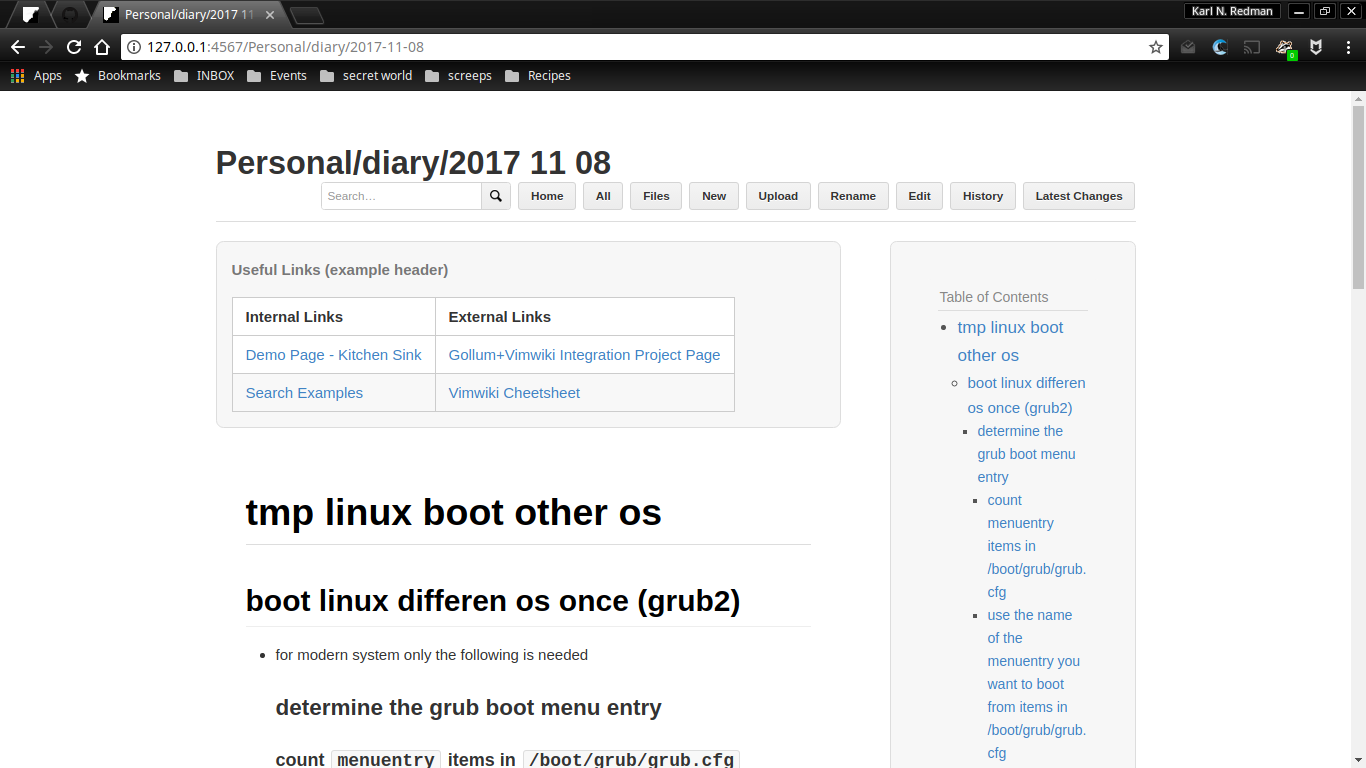 Personal/diary/2017 11
Karl N. Redman
127.0.0.1:4567/Personal/diary/2017-11-08
0
Apps Bookmarks INBOX Events secret world screeps Recipes
Personal/diary/2017 11 08
Search... Home All Files New Upload Rename Edit History Latest Changes
Useful Links (example header)
Internal Links External Links
Demo Page - Kitchen Sink Gollum+Vimwiki Integration Project Page
Search Examples Vimwiki Cheetsheet
tmp linux boot other os
boot linux differen os once (grub2)
for modern system only the following is needed
determine the grub boot menu entry
count menuentry items in /boot/grub/grub.cfg
Table of Contents
tmp linux boot
other os
boot linux differen
os once (grub2)
determine the
grub boot menu
entry
count
menuentry
items in
/boot/grub/grub.
cfg
use the name
of the
menuentry you
want to boot
from items in
/boot/grub/grub.
cfg